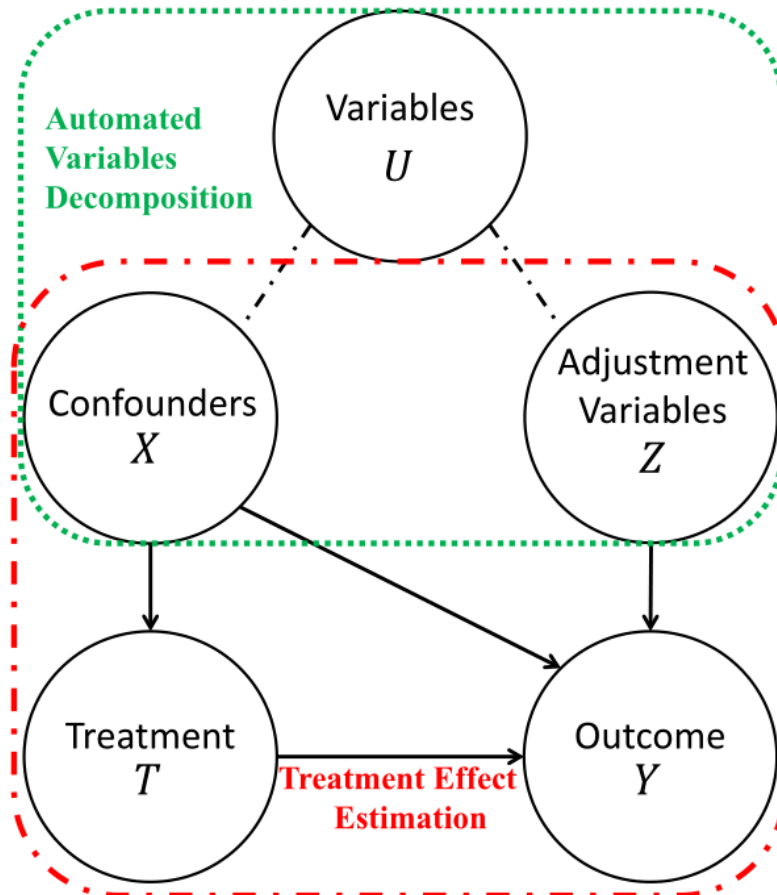 Automated
Variables
Decomposition
Variables
U
Confounders
X
Adjustment
Variables
Z
Treatment
T
Treatment Effect
Estimation
Outcome
Y